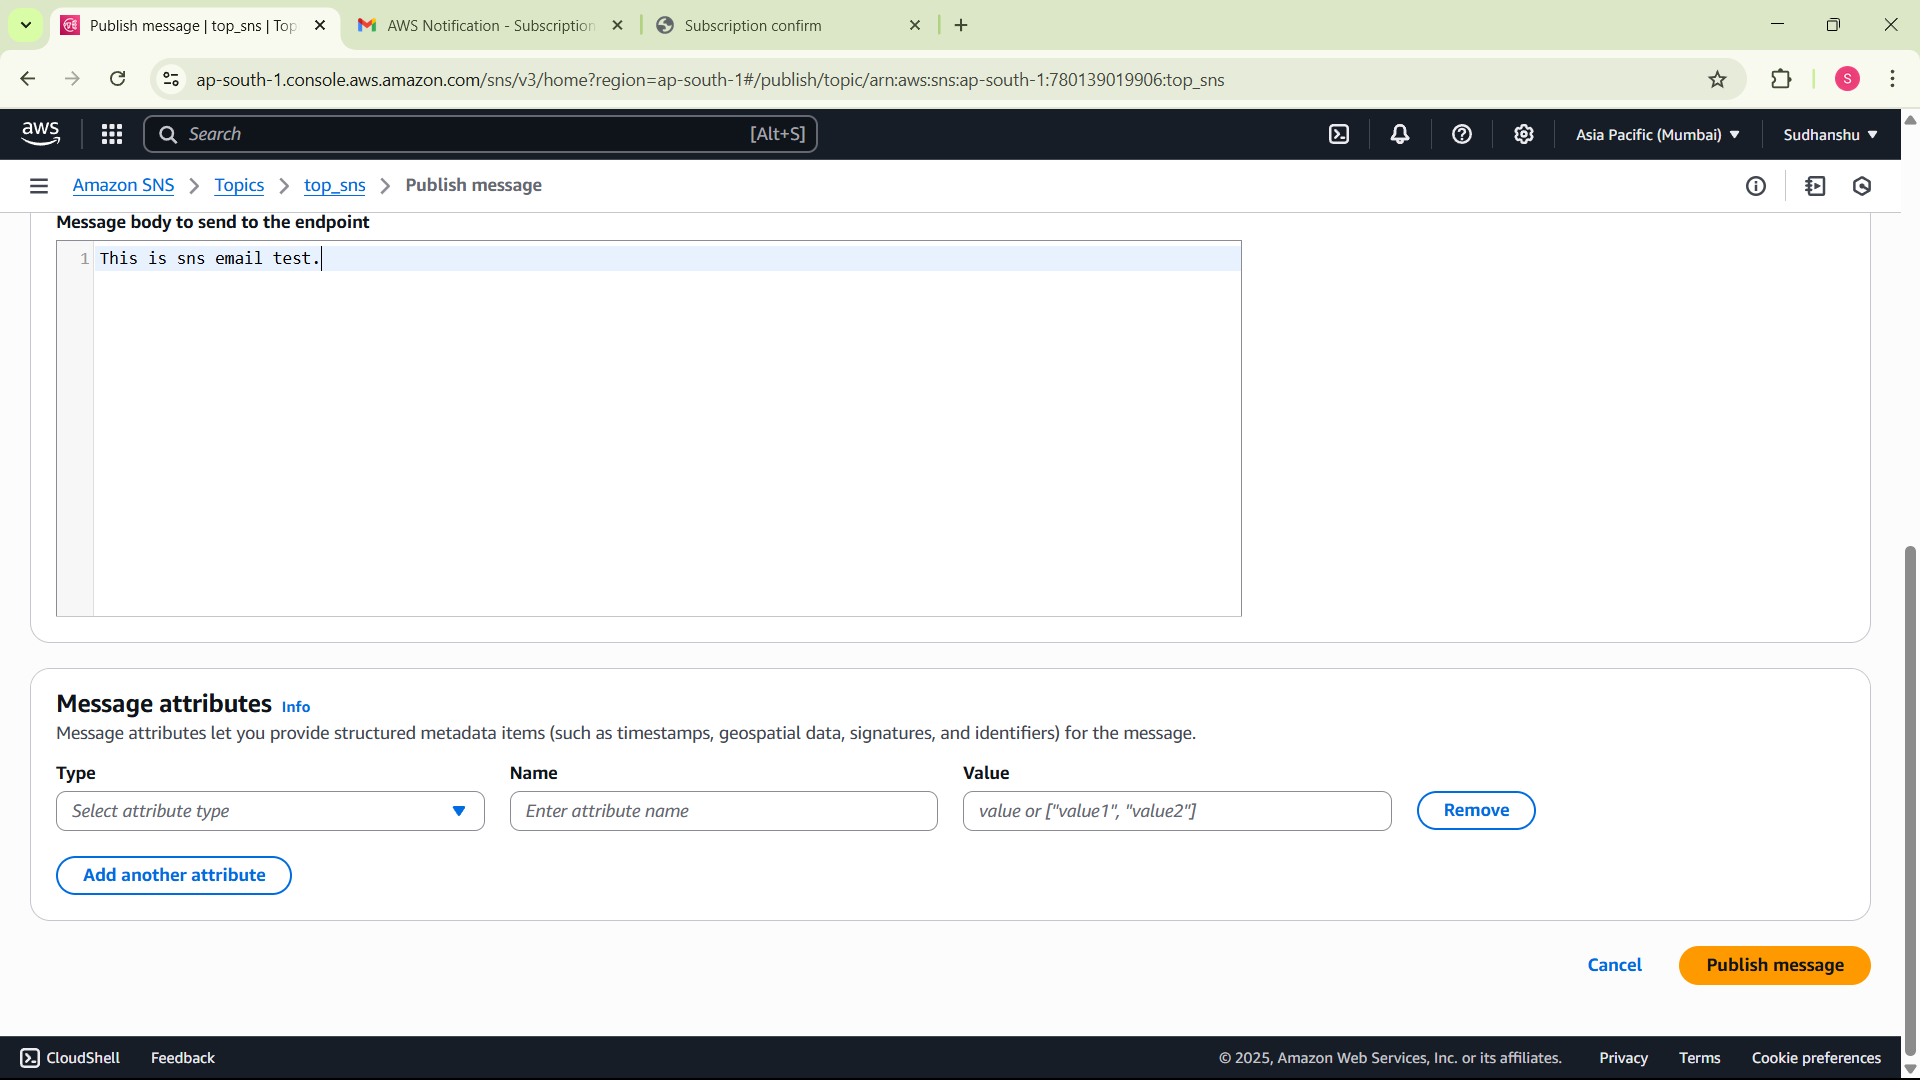 Publish message | top_sns | Top
AWS Notification - Subscription
Subscription confirm
ap-south-1.console.aws.amazon.com/sns/v3/home?region=ap-south-1#/publish/topic/arn:aws:sns:ap-south-1:780139019906:top_sns
S
aws
Search
[Alt+S]
Asia Pacific (Mumbai)
Sudhanshu
Amazon SNS
Topics
top_sns
Publish message
Message body to send to the endpoint
1 This is sns email test.
Message attributes Info
Message attributes let you provide structured metadata items (such as timestamps, geospatial data, signatures, and identifiers) for the message.
Type
Name
Value
Select attribute type
Enter attribute name
value or ["value1", "value2"]
Remove
Add another attribute
Cancel
Publish message
CloudShell
Feedback
© 2025, Amazon Web Services, Inc. or its affiliates.
Privacy
Terms
Cookie preferences